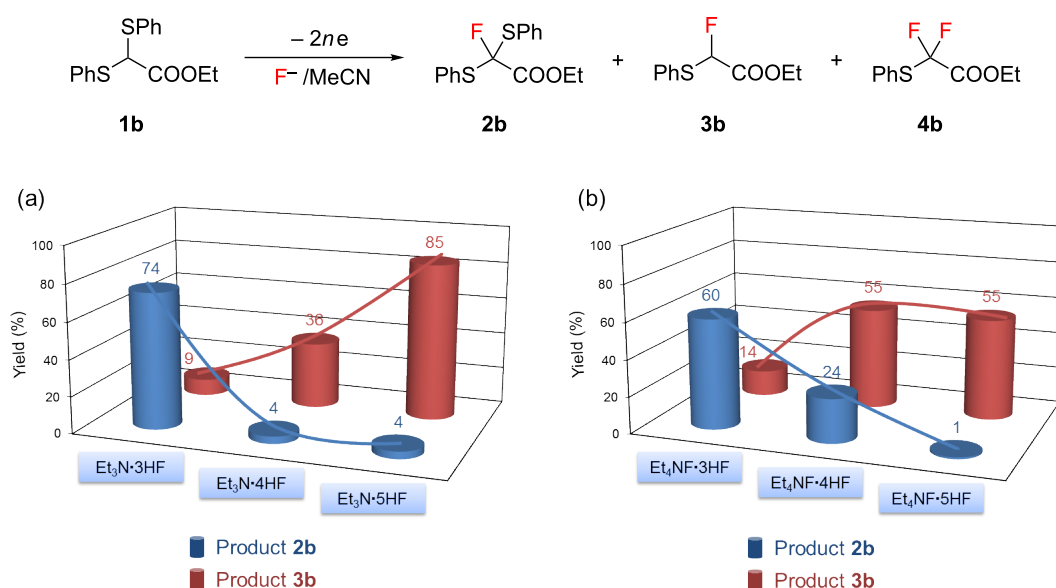 SPh
PhS
COOEt
1b
– 2n e
F– /MeCN
F
SPh
PhS
COOEt
2b
+
F
PhS
COOEt
3b
+
F F
PhS
COOEt
4b
(a)
Yield (%)
100
80
60
40
20
0
74
9
4
38
4
85
Et3N•3HF
Et3N•4HF
Et3N•5HF
Product 2b
Product 3b
(b)
Yield (%)
100
80
60
40
20
0
60
14
24
55
1
55
Et4NF•3HF
Et4NF•4HF
Et4NF•5HF
Product 2b
Product 3b